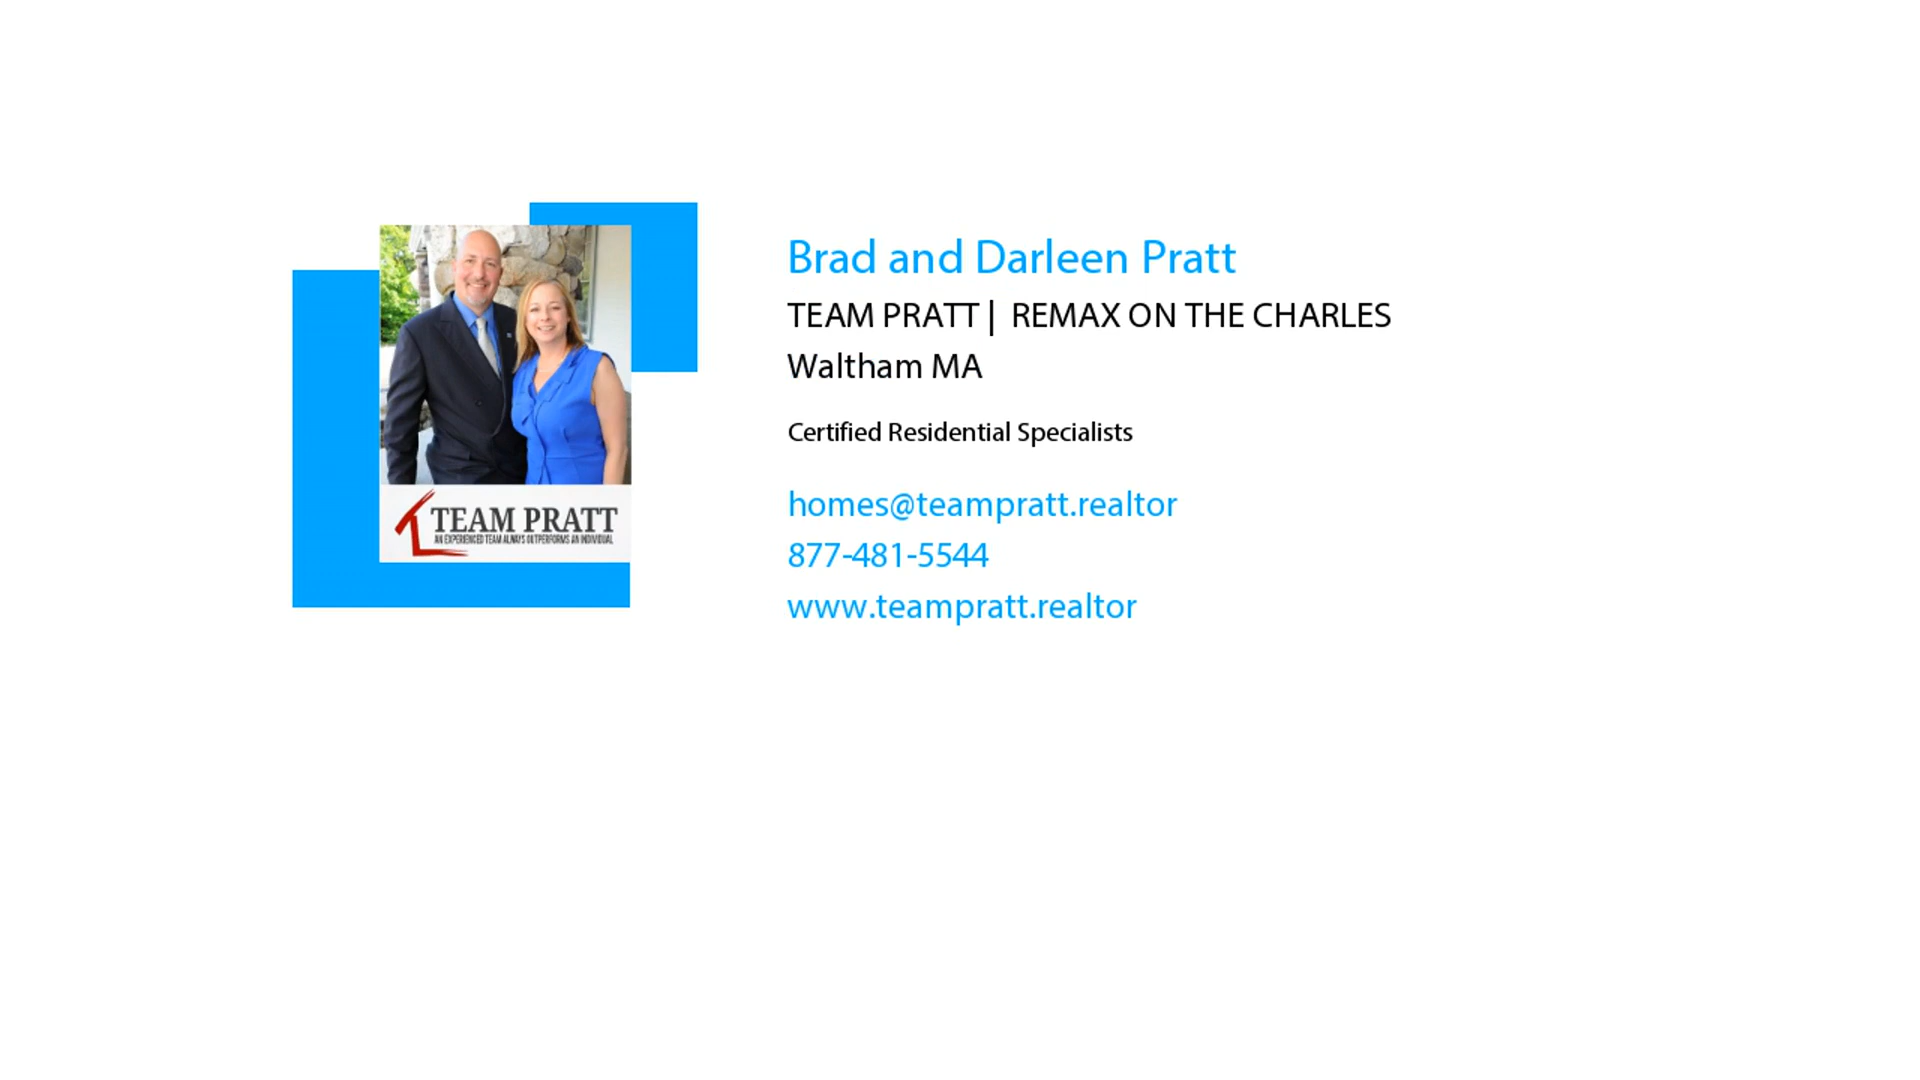 Brad and Darleen Pratt
TEAM PRATT | REMAX ON THE CHARLES
Waltham MA
Certified Residential Specialists
homes@teampratt.realtor
877-481-5544
www.teampratt.realtor
TEAM PRATT
AN EXPERIENCED TEAM ALWAYS OUTPERFORMS AN INDIVIDUAL